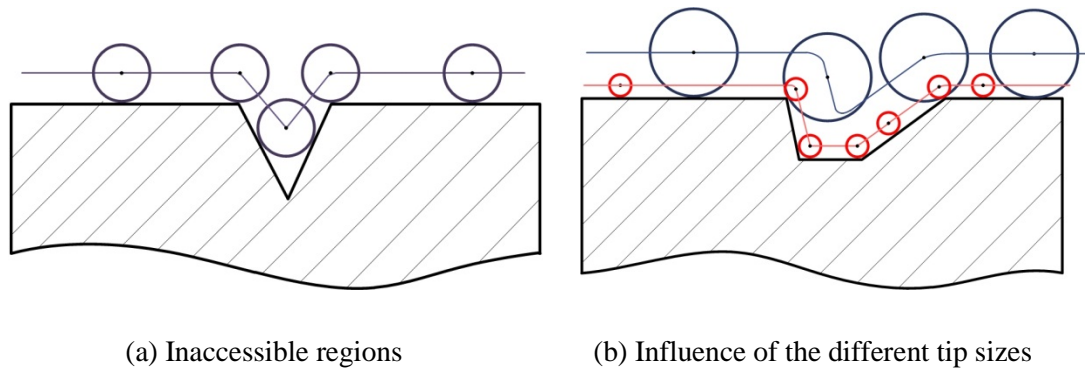 (a) Inaccessible regions
(b) Influence of the different tip sizes